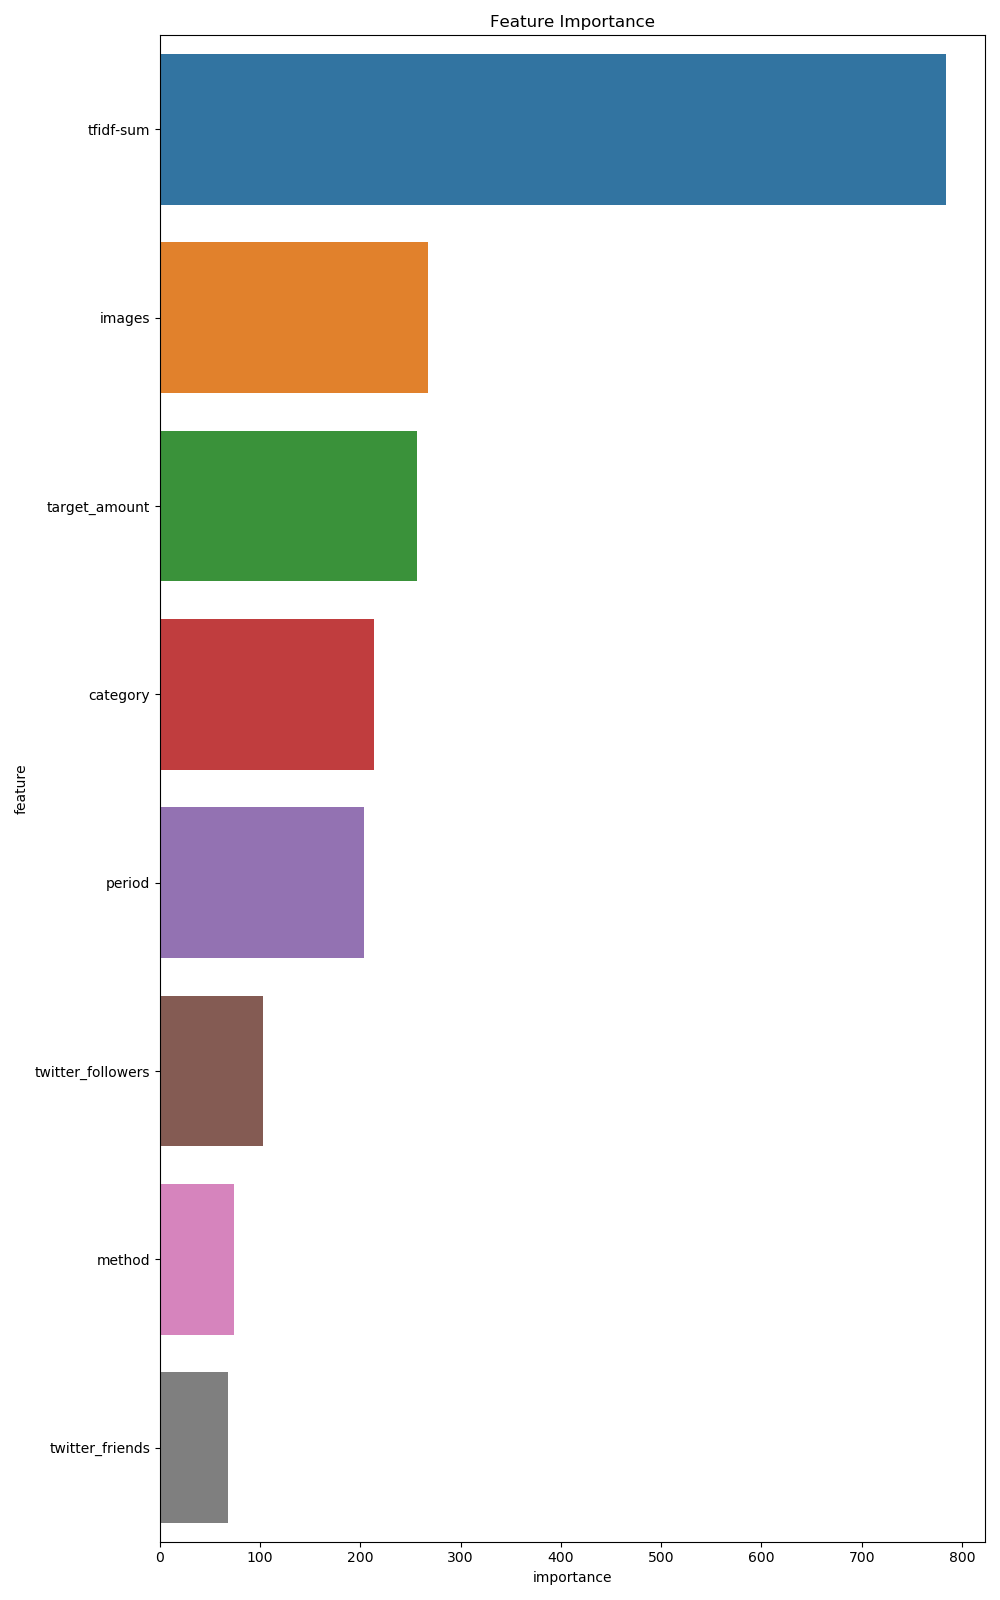 Feature Importance
tfidf-sum
images
target_amount
category
period
twitter_followers
method
twitter_friends
feature
0 100 200 300 400 500 600 700 800
importance